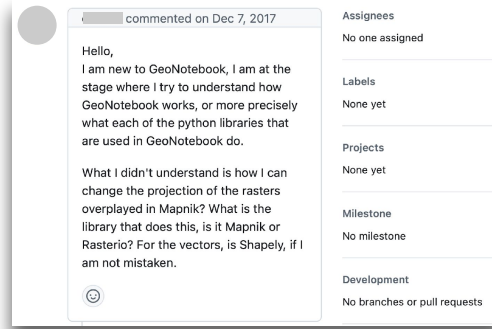 commented on Dec 7, 2017
Hello,
I am new to GeoNotebook, I am at the
stage where I try to understand how
GeoNotebook works, or more precisely
what each of the python libraries that
are used in GeoNotebook do.
What I didn't understand is how I can
change the projection of the rasters
overplayed in Mapnik? What is the
library that does this, is it Mapnik or
Rasterio? For the vectors, is Shapely, if I
am not mistaken.
Assignees
No one assigned
Labels
None yet
Projects
None yet
Milestone
No milestone
Development
No branches or pull requests